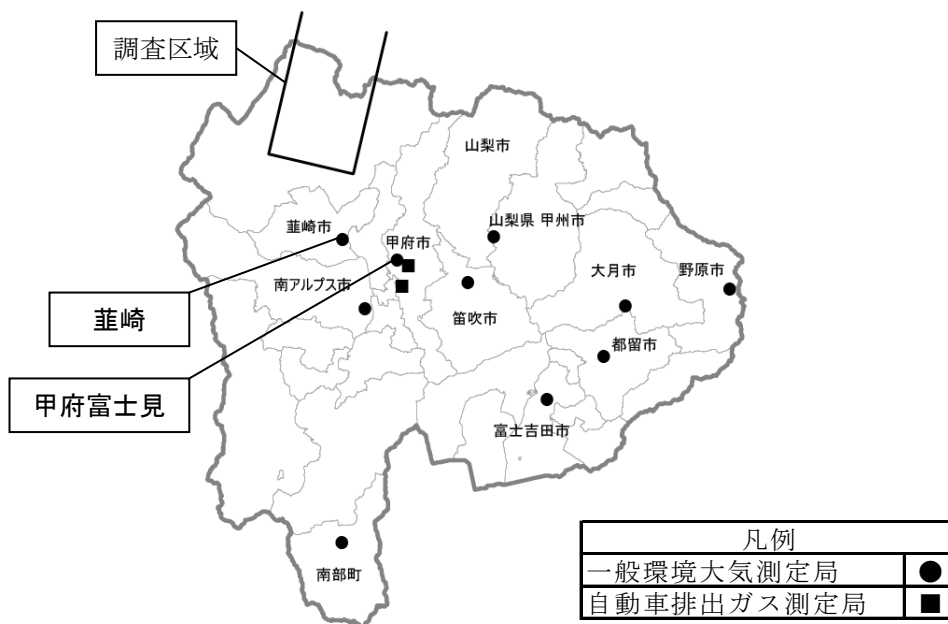 調査区域
山梨市
山梨県 甲州市
韮崎市
甲府市
大月市
野原市
南アルプス市
韮崎
笛吹市
都留市
甲府富士見
富士吉田市
凡例
一般環境大気測定局 ●
自動車排出ガス測定局 ■
南部町